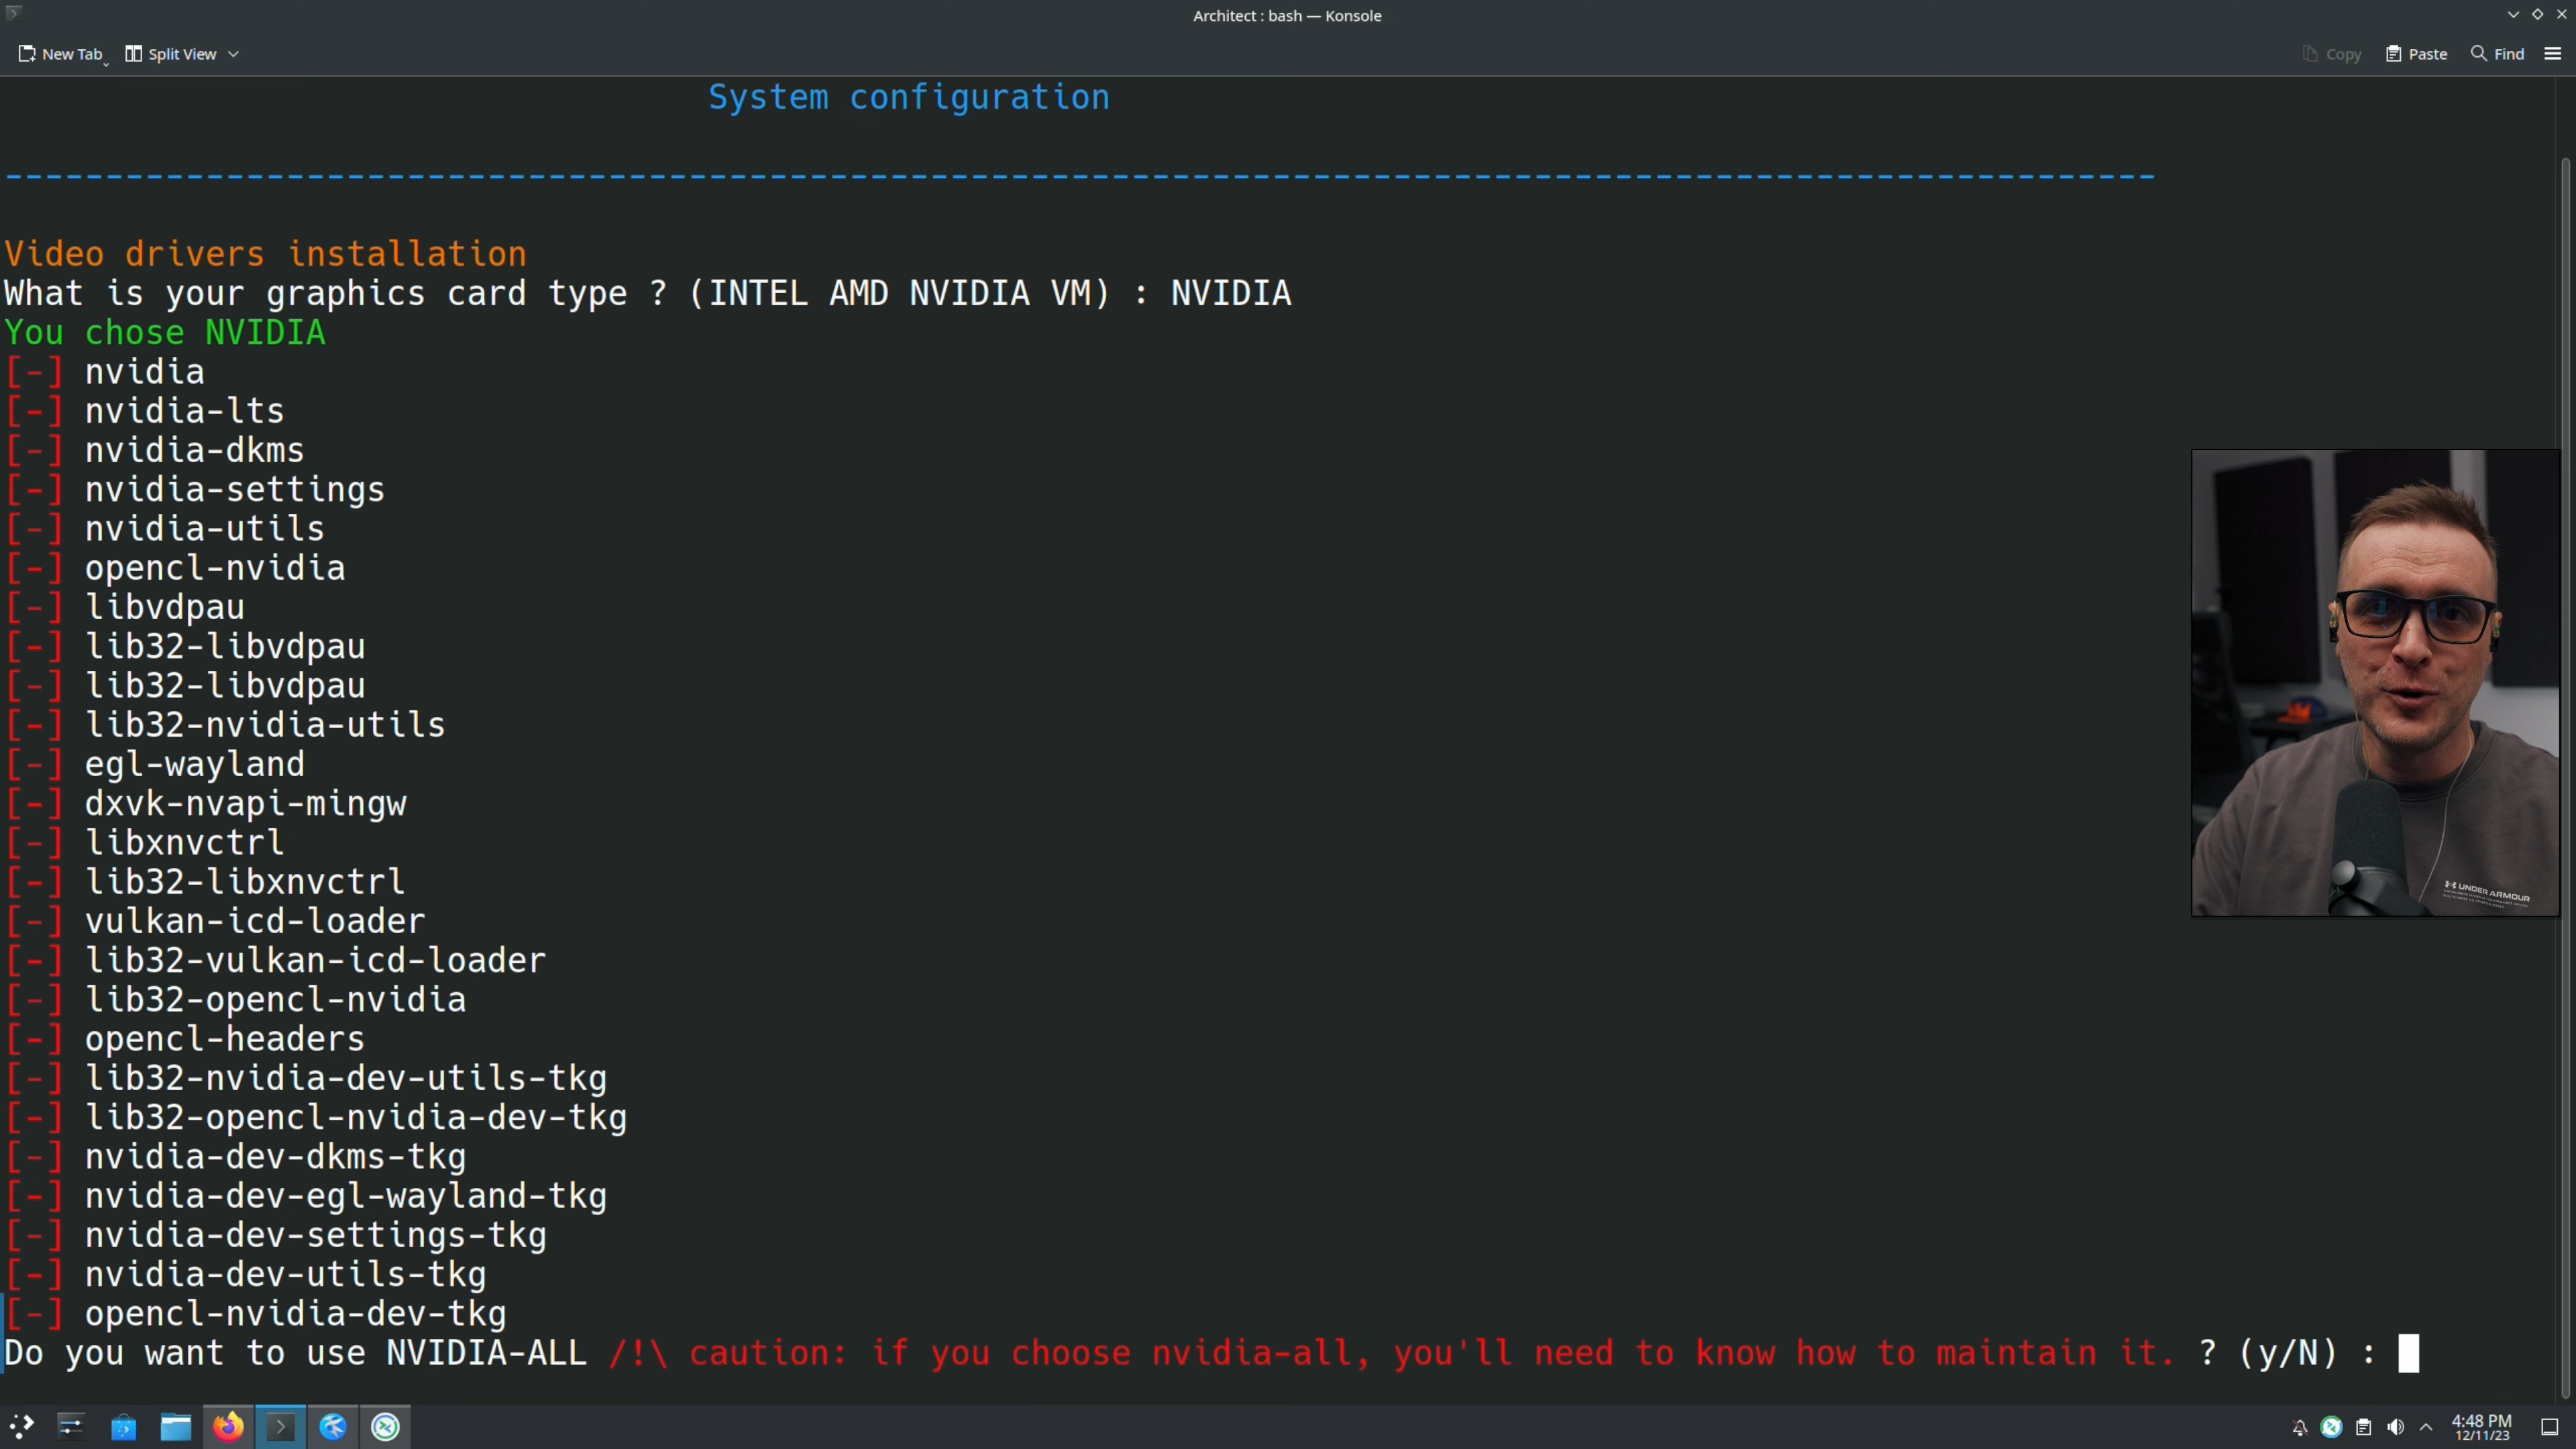 Architect : bash — Konsole
New Tab
Split View
Copy
Paste
Find
System configuration
--------------------------------------------------------------------------------------------------------
Video drivers installation
What is your graphics card type ? (INTEL AMD NVIDIA VM) : NVIDIA
You chose NVIDIA
[-] nvidia
[-] nvidia-lts
[-] nvidia-dkms
[-] nvidia-settings
[-] nvidia-utils
[-] opencl-nvidia
[-] libvdpau
[-] lib32-libvdpau
[-] lib32-libvdpau
[-] lib32-nvidia-utils
[-] egl-wayland
[-] dxvk-nvapi-mingw
[-] libxnvctrl
[-] lib32-libxnvctrl
[-] vulkan-icd-loader
[-] lib32-vulkan-icd-loader
[-] lib32-opencl-nvidia
[-] opencl-headers
[-] lib32-nvidia-dev-utils-tkg
[-] lib32-opencl-nvidia-dev-tkg
[-] nvidia-dev-dkms-tkg
[-] nvidia-dev-egl-wayland-tkg
[-] nvidia-dev-settings-tkg
[-] nvidia-dev-utils-tkg
[-] opencl-nvidia-dev-tkg
Do you want to use NVIDIA-ALL /!\ caution: if you choose nvidia-all, you'll need to know how to maintain it. ? (y/N) :
UNDER ARMOUR
4:48 PM
12/11/23